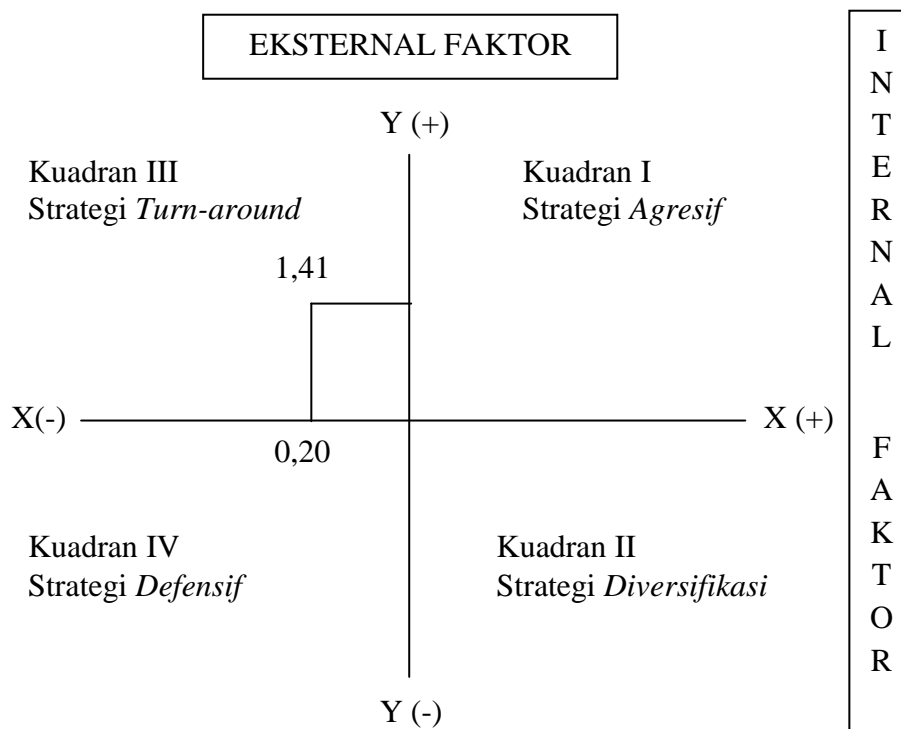 EKSTERNAL FAKTOR
Y (+)
Kuadran III
Strategi Turn-around
Kuadran I
Strategi Agresif
1,41
X(-)
X (+)
0,20
Kuadran IV
Strategi Defensif
Kuadran II
Strategi Diversifikasi
Y (-)
I
N
T
E
R
N
A
L
F
A
K
T
O
R